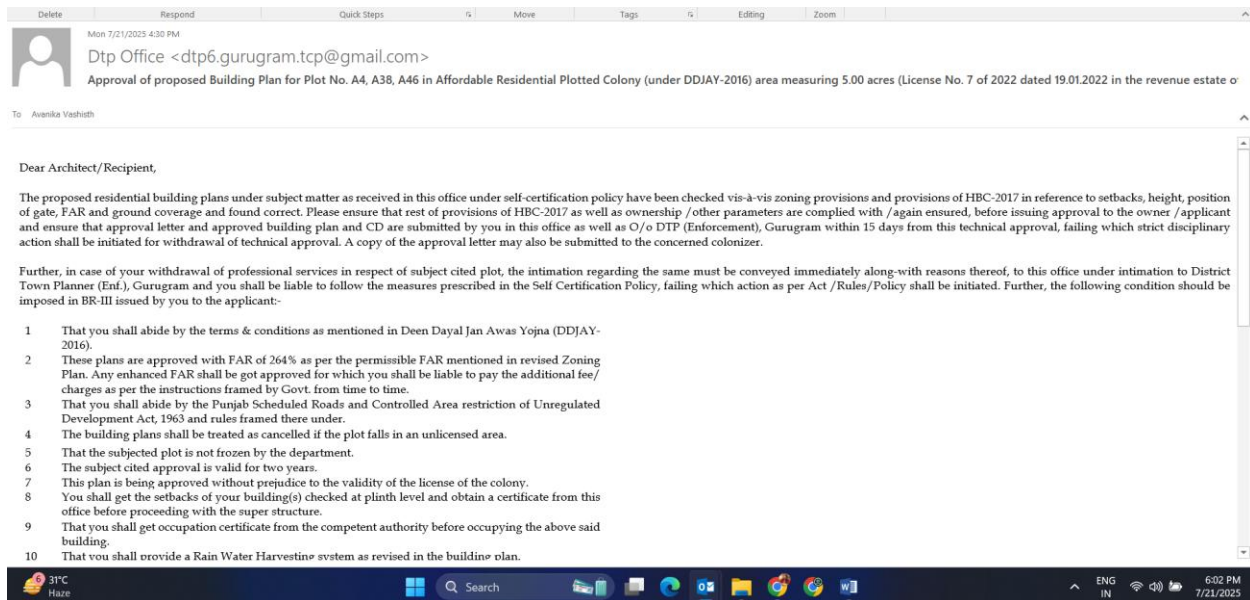 Delete Respond Quick Steps Move Tags Editing Zoom
Mon 7/21/2025 4:30 PM
Dtp Office <dtp6.gurugram.tcp@gmail.com>
Approval of proposed Building Plan for Plot No. A4, A38, A46 in Affordable Residential Plotted Colony (under DDJAY-2016) area measuring 5.00 acres (License No. 7 of 2022 dated 19.01.2022 in the revenue estate o
To Avanika Vashisth
Dear Architect/Recipient,
The proposed residential building plans under subject matter as received in this office under self-certification policy have been checked vis-à-vis zoning provisions and provisions of HBC-2017 in reference to setbacks, height, position
of gate, FAR and ground coverage and found correct. Please ensure that rest of provisions of HBC-2017 as well as ownership /other parameters are complied with /again ensured, before issuing approval to the owner /applicant
and ensure that approval letter and approved building plan and CD are submitted by you in this office as well as O/o DTP (Enforcement), Gurugram within 15 days from this technical approval, failing which strict disciplinary
action shall be initiated for withdrawal of technical approval. A copy of the approval letter may also be submitted to the concerned colonizer.
Further, in case of your withdrawal of professional services in respect of subject cited plot, the intimation regarding the same must be conveyed immediately along-with reasons thereof, to this office under intimation to District
Town Planner (Enf.), Gurugram and you shall be liable to follow the measures prescribed in the Self Certification Policy, failing which action as per Act /Rules/Policy shall be initiated. Further, the following condition should be
imposed in BR-III issued by you to the applicant:-
1 That you shall abide by the terms & conditions as mentioned in Deen Dayal Jan Awas Yojna (DDJAY-
2016).
2 These plans are approved with FAR of 264% as per the permissible FAR mentioned in revised Zoning
Plan. Any enhanced FAR shall be got approved for which you shall be liable to pay the additional fee/
charges as per the instructions framed by Govt. from time to time.
3 That you shall abide by the Punjab Scheduled Roads and Controlled Area restriction of Unregulated
Development Act, 1963 and rules framed there under.
4 The building plans shall be treated as cancelled if the plot falls in an unlicensed area.
5 That the subjected plot is not frozen by the department.
6 The subject cited approval is valid for two years.
7 This plan is being approved without prejudice to the validity of the license of the colony.
8 You shall get the setbacks of your building(s) checked at plinth level and obtain a certificate from this
office before proceeding with the super structure.
9 That you shall get occupation certificate from the competent authority before occupying the above said
building.
10 That you shall provide a Rain Water Harvesting system as revised in the building plan.
6 31°C
Haze
Search
ENG
IN
6:02 PM
7/21/2025